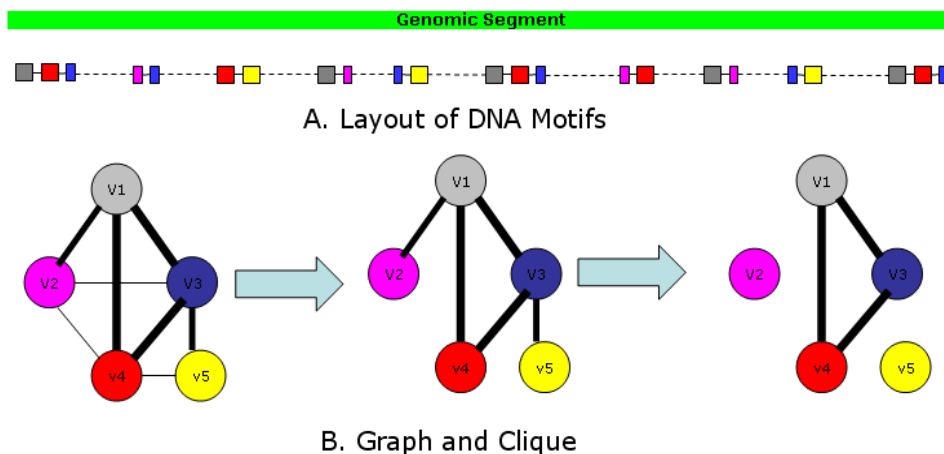 Genomic Segment
A. Layout of DNA Motifs
V1
V2
V3
v4
v5
V1
V2
V3
v4
v5
V1
V2
V3
v4
v5
B. Graph and Clique